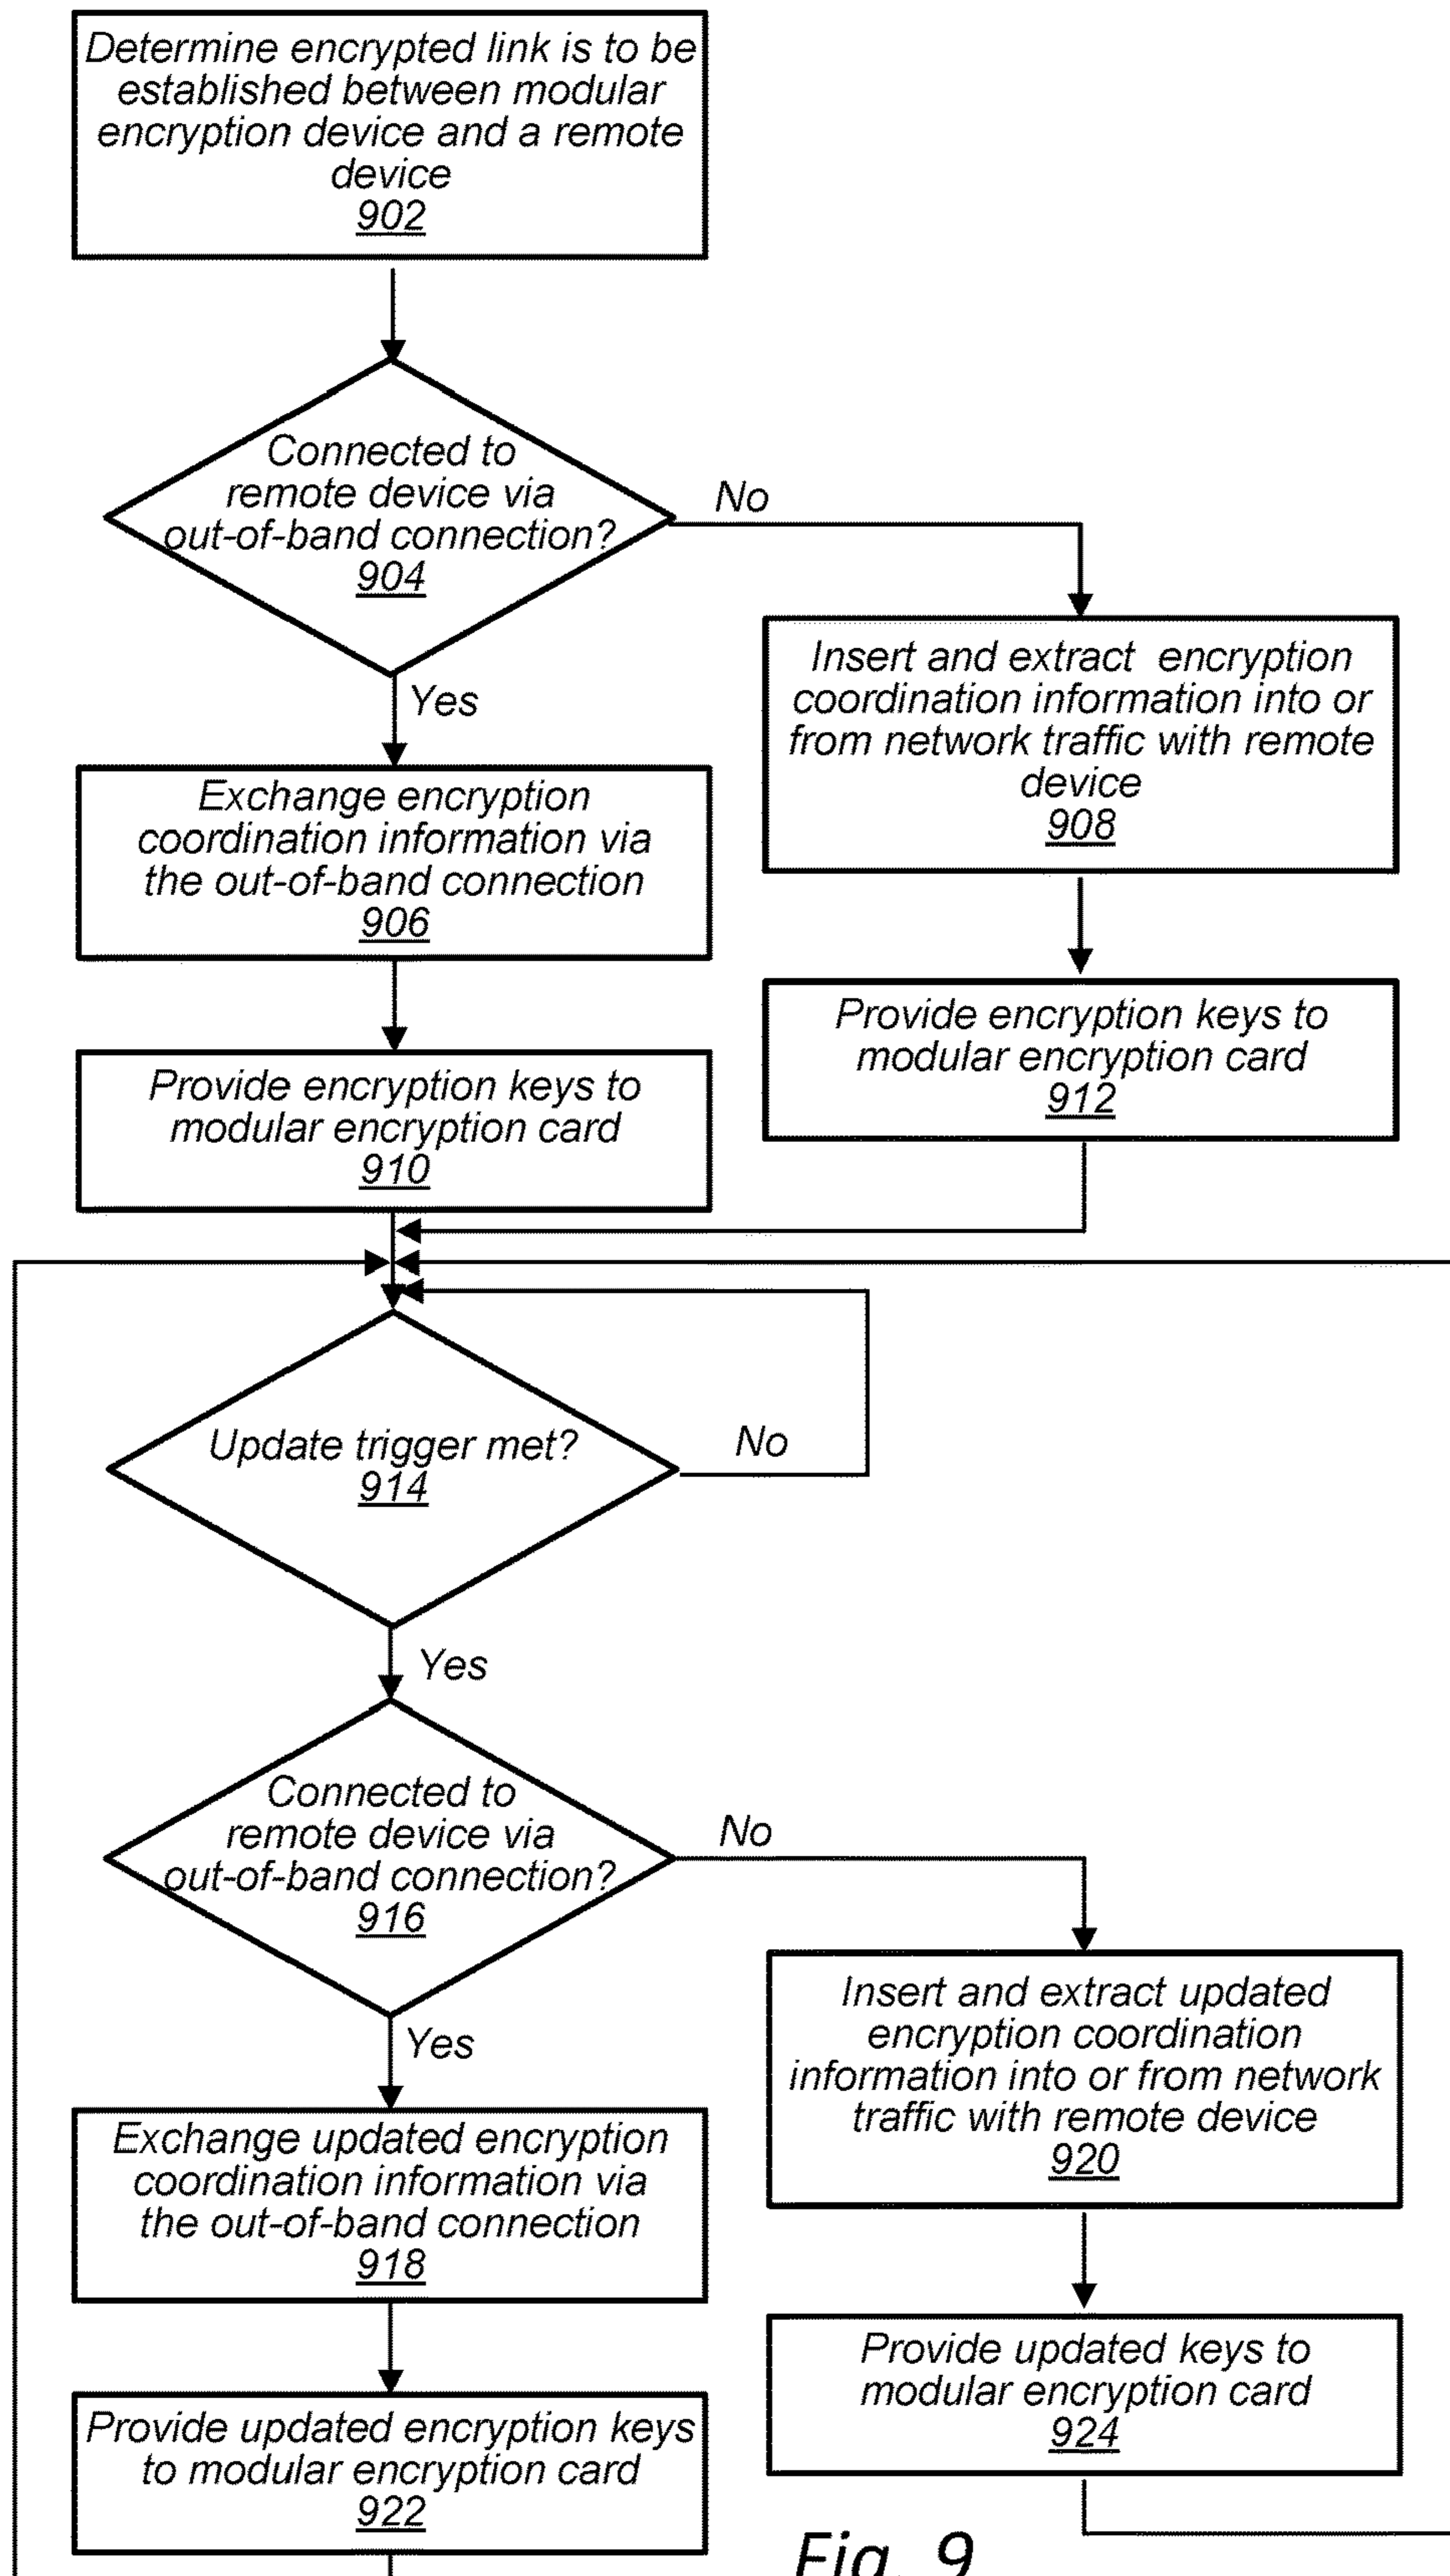 Determine encrypted link is to be
established between modular
encryption device and a remote
device
902
Connected to
remote device via
out-of-band connection?
904
No
Yes
Insert and extract encryption
coordination information into or
from network traffic with remote
device
908
Exchange encryption
coordination information via
the out-of-band connection
906
Provide encryption keys to
modular encryption card
912
Provide encryption keys to
modular encryption card
910
Update trigger met?
914
No
Yes
Connected to
remote device via
out-of-band connection?
916
No
Yes
Insert and extract updated
encryption coordination
information into or from network
traffic with remote device
920
Exchange updated encryption
coordination information via
the out-of-band connection
918
Provide updated keys to
modular encryption card
924
Provide updated encryption keys
to modular encryption card
922
Fig. 9